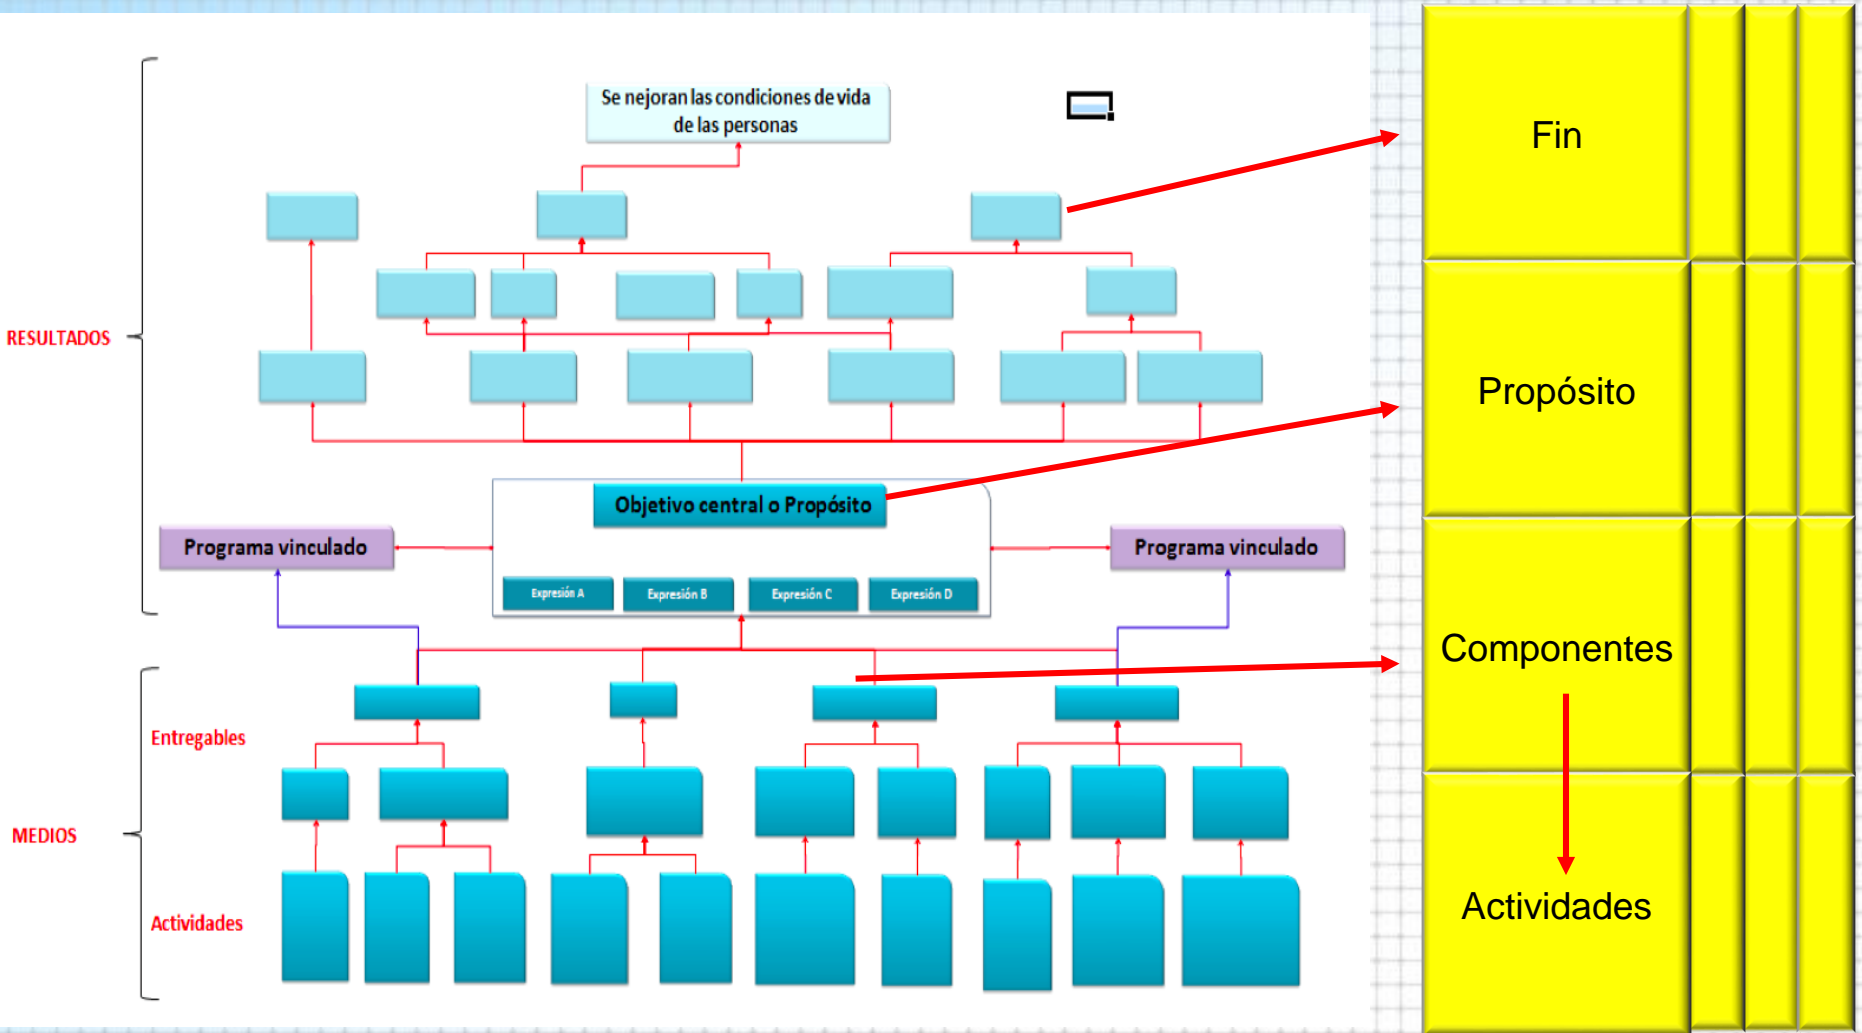 Se nejoran las condiciones de vida
de las personas
Fin
RESULTADOS
Propósito
Objetivo central o Propósito
Programa vinculado
Programa vinculado
Expresión A
Expresión B
Expresión C
Expresión D
Componentes
Entregables
MEDIOS
Actividades
Actividades